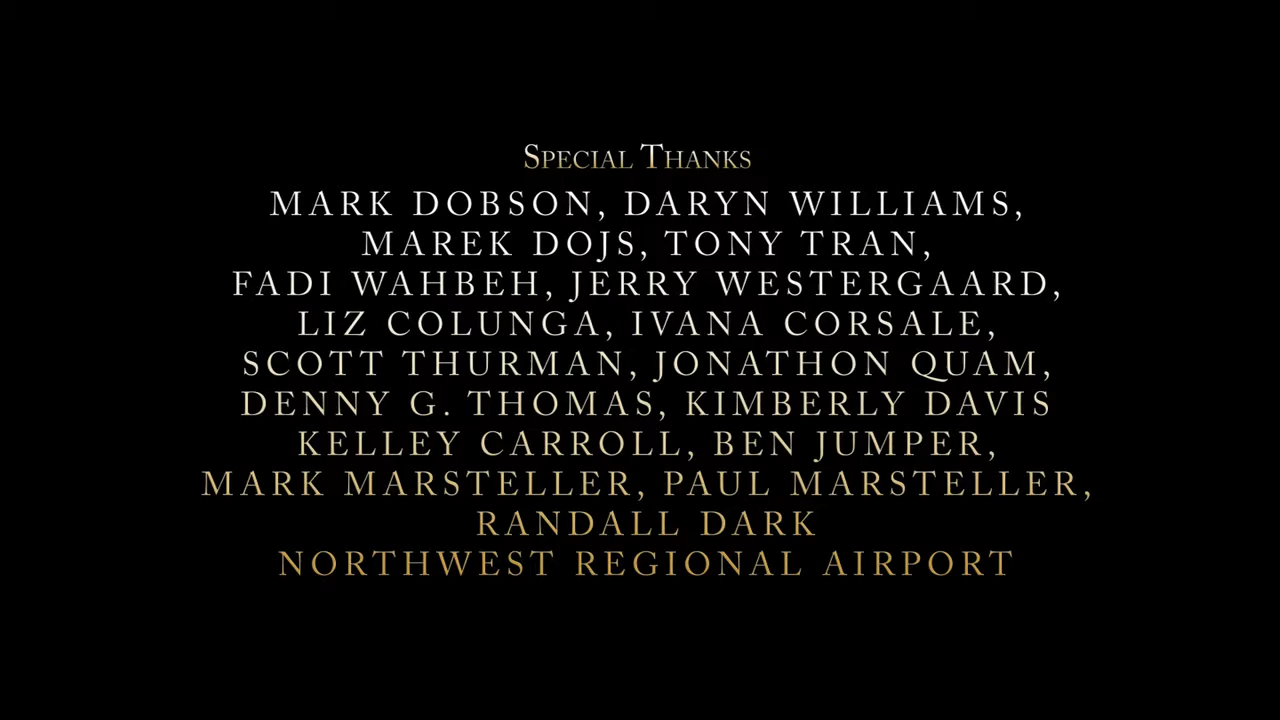 Special Thanks
MARK DOBSON, DARYN WILLIAMS,
MAREK DOJS, TONY TRAN,
FADI WAHBEH, JERRY WESTERGAARD,
LIZ COLUNGA, IVANA CORSALE,
SCOTT THURMAN, JONATHON QUAM,
DENNY G. THOMAS, KIMBERLY DAVIS
KELLEY CARROLL, BEN JUMPER,
MARK MARSTELLER, PAUL MARSTELLER,
RANDALL DARK
NORTHWEST REGIONAL AIRPORT